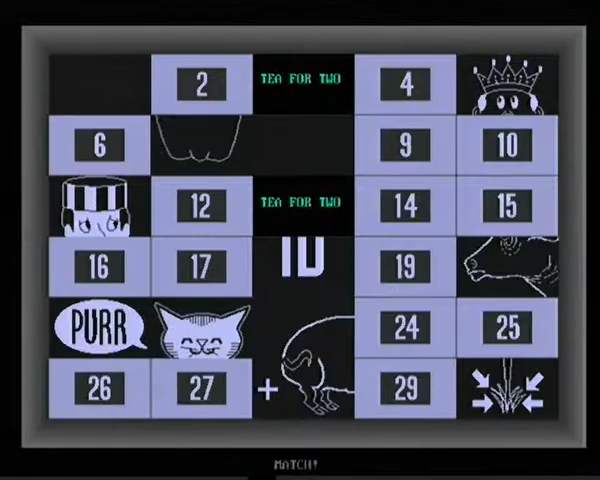 2 TEA FOR TWO 4
6 9 10
12 TEA FOR TWO 14 15
16 17 19
PURR 24 25
26 27 + 29
MATCH!